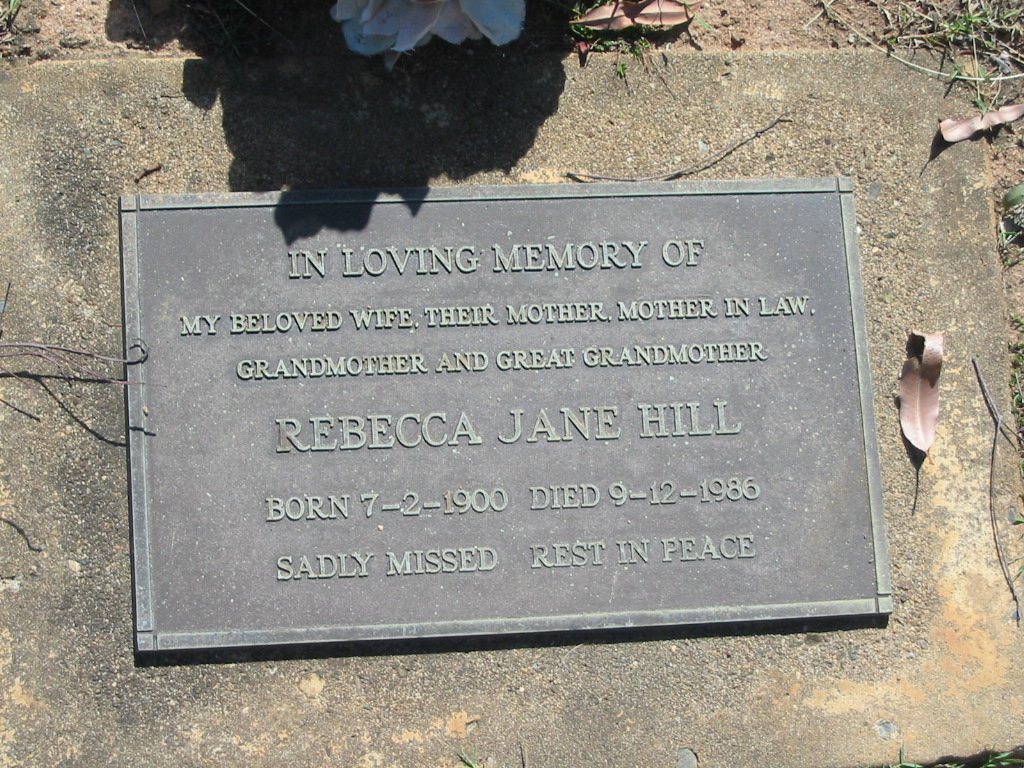 IN LOVING MEMORY OF
MY BELOVED WIFE, THEIR MOTHER, MOTHER IN LAW,
GRANDMOTHER AND GREAT GRANDMOTHER
REBECCA JANE HILL
BORN 7-2-1900 DIED 9-12-1986
SADLY MISSED REST IN PEACE